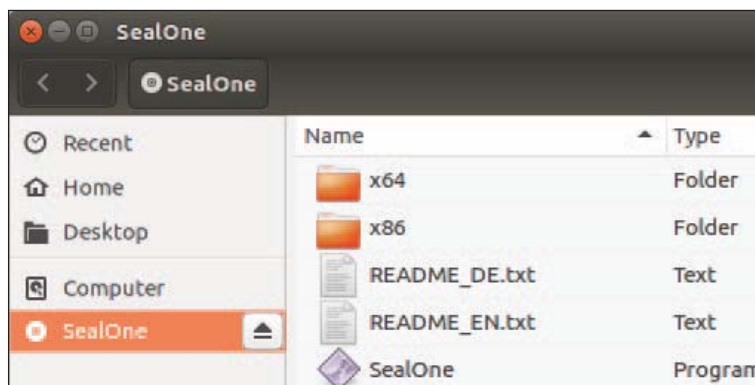 SealOne
SealOne
Recent
Home
Desktop
Computer
SealOne
Name Type
x64 Folder
x86 Folder
README_DE.txt Text
README_EN.txt Text
SealOne Program